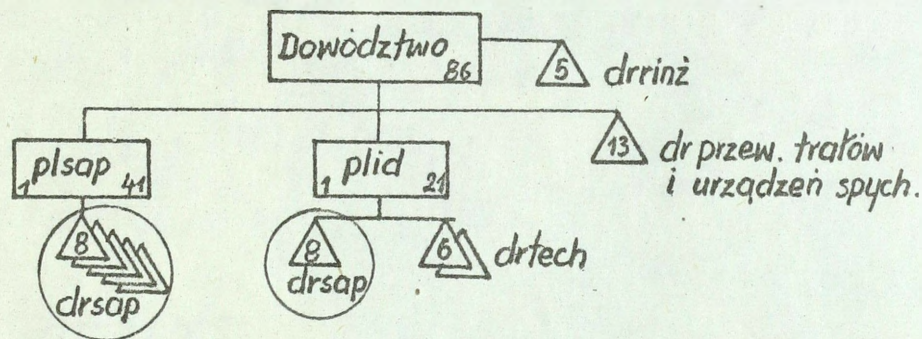 Dowództwo
86
5
drrinż
plsap
1 41
plid
1 21
13
dr przew. trałów
i urządzeń spych.
8
drsap
8
drsap
6
drtech